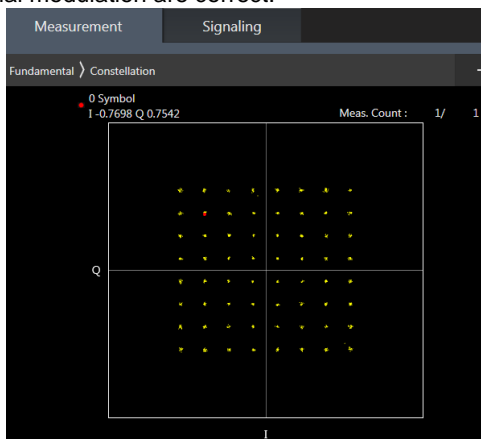 al modulation are correct.
Measurement Signaling
Fundamental 〉 Constellation
0 Symbol
I -0.7698 Q 0.7542 Meas. Count : 1/ 1
Q
I